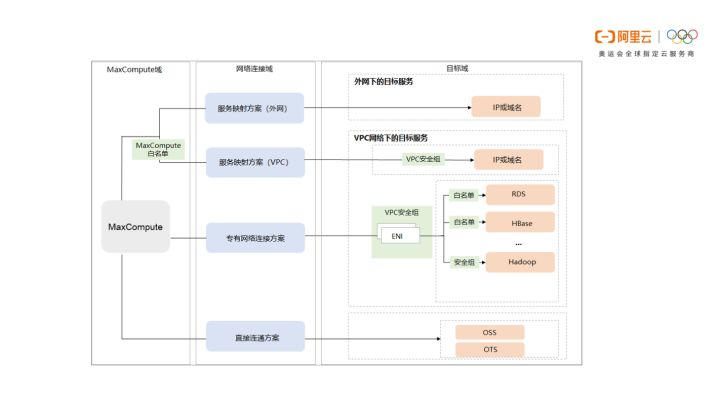 阿里云
奥运会全球指定云服务商
MaxCompute域
网络连接域
目标域
外网下的目标服务
服务映射方案（外网）
IP或域名
MaxCompute
白名单
VPC网络下的目标服务
服务映射方案（VPC）
VPC安全组
IP或域名
MaxCompute
专有网络连接方案
VPC安全组
ENI
白名单
RDS
白名单
HBase
...
安全组
Hadoop
直接连通方案
OSS
OTS